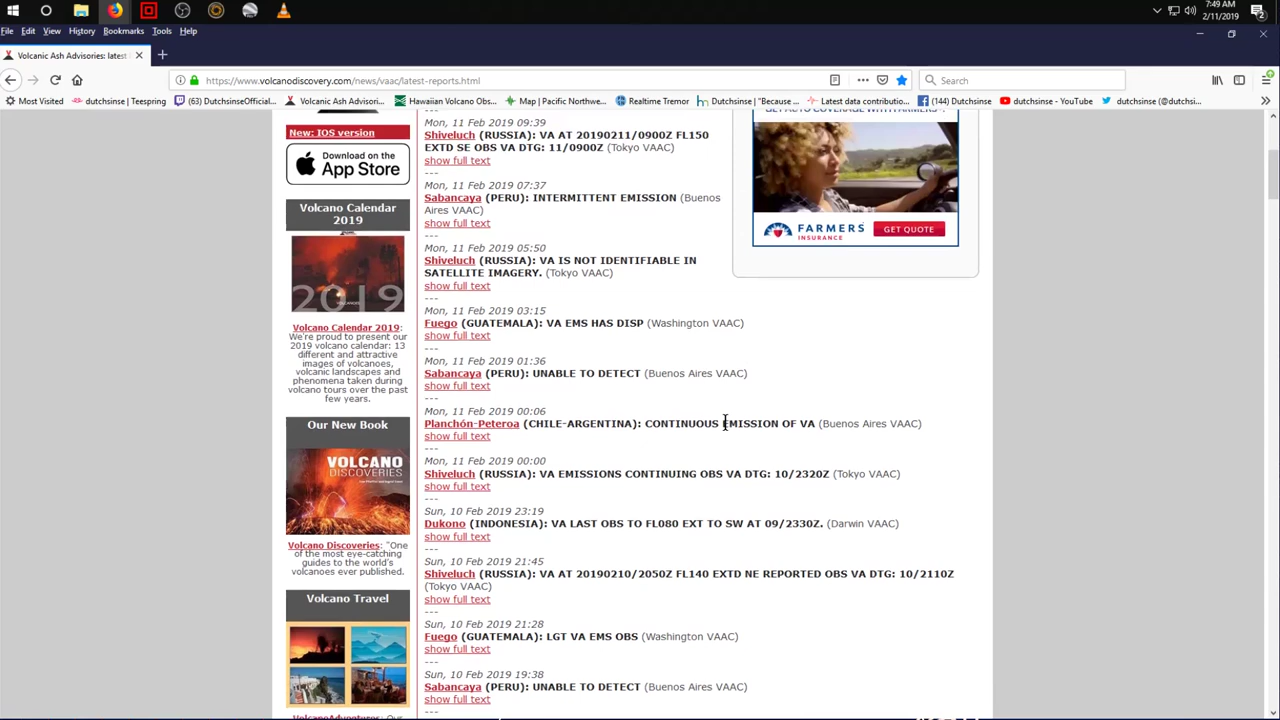 7:49 AM
2/11/2019
File Edit View History Bookmarks Tools Help
Volcanic Ash Advisories: latest
https://www.volcanodiscovery.com/news/vaac/latest-reports.html
Search
Most Visited dutchsinse | Teespring (63) DutchsinseOfficial... Volcanic Ash Advisori... Hawaiian Volcano Obs... Map | Pacific Northwe... Realtime Tremor Dutchsinse | "Because ... Latest data contributio... (144) Dutchsinse dutchsinse - YouTube dutchsinse (@dutchsi...
New: IOS version
Download on the
App Store
Volcano Calendar
2019
2019
Volcano Calendar 2019:
We're proud to present our
2019 volcano calendar: 13
different and attractive
images of volcanoes,
volcanic landscapes and
phenomena taken during
volcano tours over the past
few years.
Our New Book
VOLCANO
DISCOVERIES
Volcano Discoveries: "One
of the most eye-catching
guides to the world's
volcanoes ever published.
Volcano Travel
Mon, 11 Feb 2019 09:39
Shiveluch (RUSSIA): VA AT 20190211/0900Z FL150
EXTD SE OBS VA DTG: 11/0900Z (Tokyo VAAC)
show full text
---
Mon, 11 Feb 2019 07:37
Sabancaya (PERU): INTERMITTENT EMISSION (Buenos
Aires VAAC)
show full text
---
Mon, 11 Feb 2019 05:50
Shiveluch (RUSSIA): VA IS NOT IDENTIFIABLE IN
SATELLITE IMAGERY. (Tokyo VAAC)
show full text
---
Mon, 11 Feb 2019 03:15
Fuego (GUATEMALA): VA EMS HAS DISP (Washington VAAC)
show full text
---
Mon, 11 Feb 2019 01:36
Sabancaya (PERU): UNABLE TO DETECT (Buenos Aires VAAC)
show full text
---
Mon, 11 Feb 2019 00:06
Planchón-Peteroa (CHILE-ARGENTINA): CONTINUOUS EMISSION OF VA (Buenos Aires VAAC)
show full text
---
Mon, 11 Feb 2019 00:00
Shiveluch (RUSSIA): VA EMISSIONS CONTINUING OBS VA DTG: 10/2320Z (Tokyo VAAC)
show full text
---
Sun, 10 Feb 2019 23:19
Dukono (INDONESIA): VA LAST OBS TO FL080 EXT TO SW AT 09/2330Z. (Darwin VAAC)
show full text
---
Sun, 10 Feb 2019 21:45
Shiveluch (RUSSIA): VA AT 20190210/2050Z FL140 EXTD NE REPORTED OBS VA DTG: 10/2110Z
(Tokyo VAAC)
show full text
---
Sun, 10 Feb 2019 21:28
Fuego (GUATEMALA): LGT VA EMS OBS (Washington VAAC)
show full text
---
Sun, 10 Feb 2019 19:38
Sabancaya (PERU): UNABLE TO DETECT (Buenos Aires VAAC)
show full text
---
FARMERS
INSURANCE
GET QUOTE